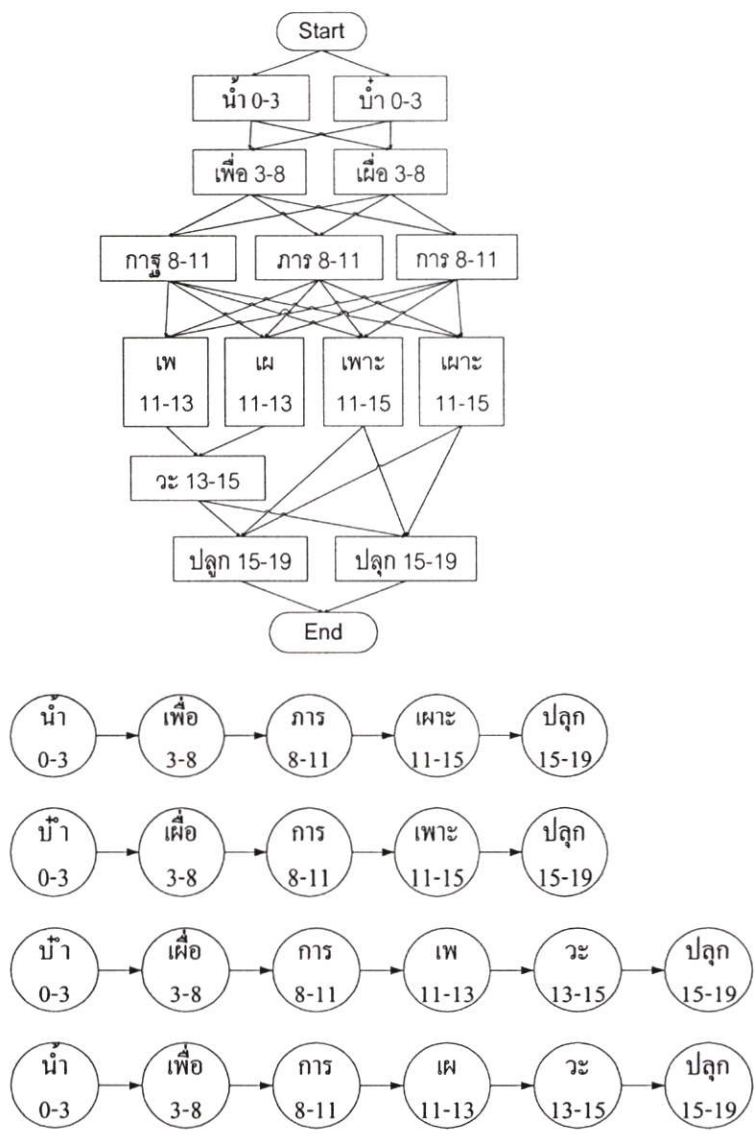 Start
น้ำ 0-3 บ๋ำ 0-3
เพื่อ 3-8 เผื่อ 3-8
กาฐ 8-11 ภาร 8-11 การ 8-11
เพ เผ เพาะ เผาะ
11-13 11-13 11-15 11-15
วะ 13-15
ปลูก 15-19 ปลุก 15-19
End
น้ำ เพื่อ ภาร เผาะ ปลุก
0-3 3-8 8-11 11-15 15-19
บ๋ำ เผื่อ การ เพาะ ปลุก
0-3 3-8 8-11 11-15 15-19
บ๋ำ เผื่อ การ เพ วะ ปลุก
0-3 3-8 8-11 11-13 13-15 15-19
น้ำ เพื่อ การ เผ วะ ปลุก
0-3 3-8 8-11 11-13 13-15 15-19